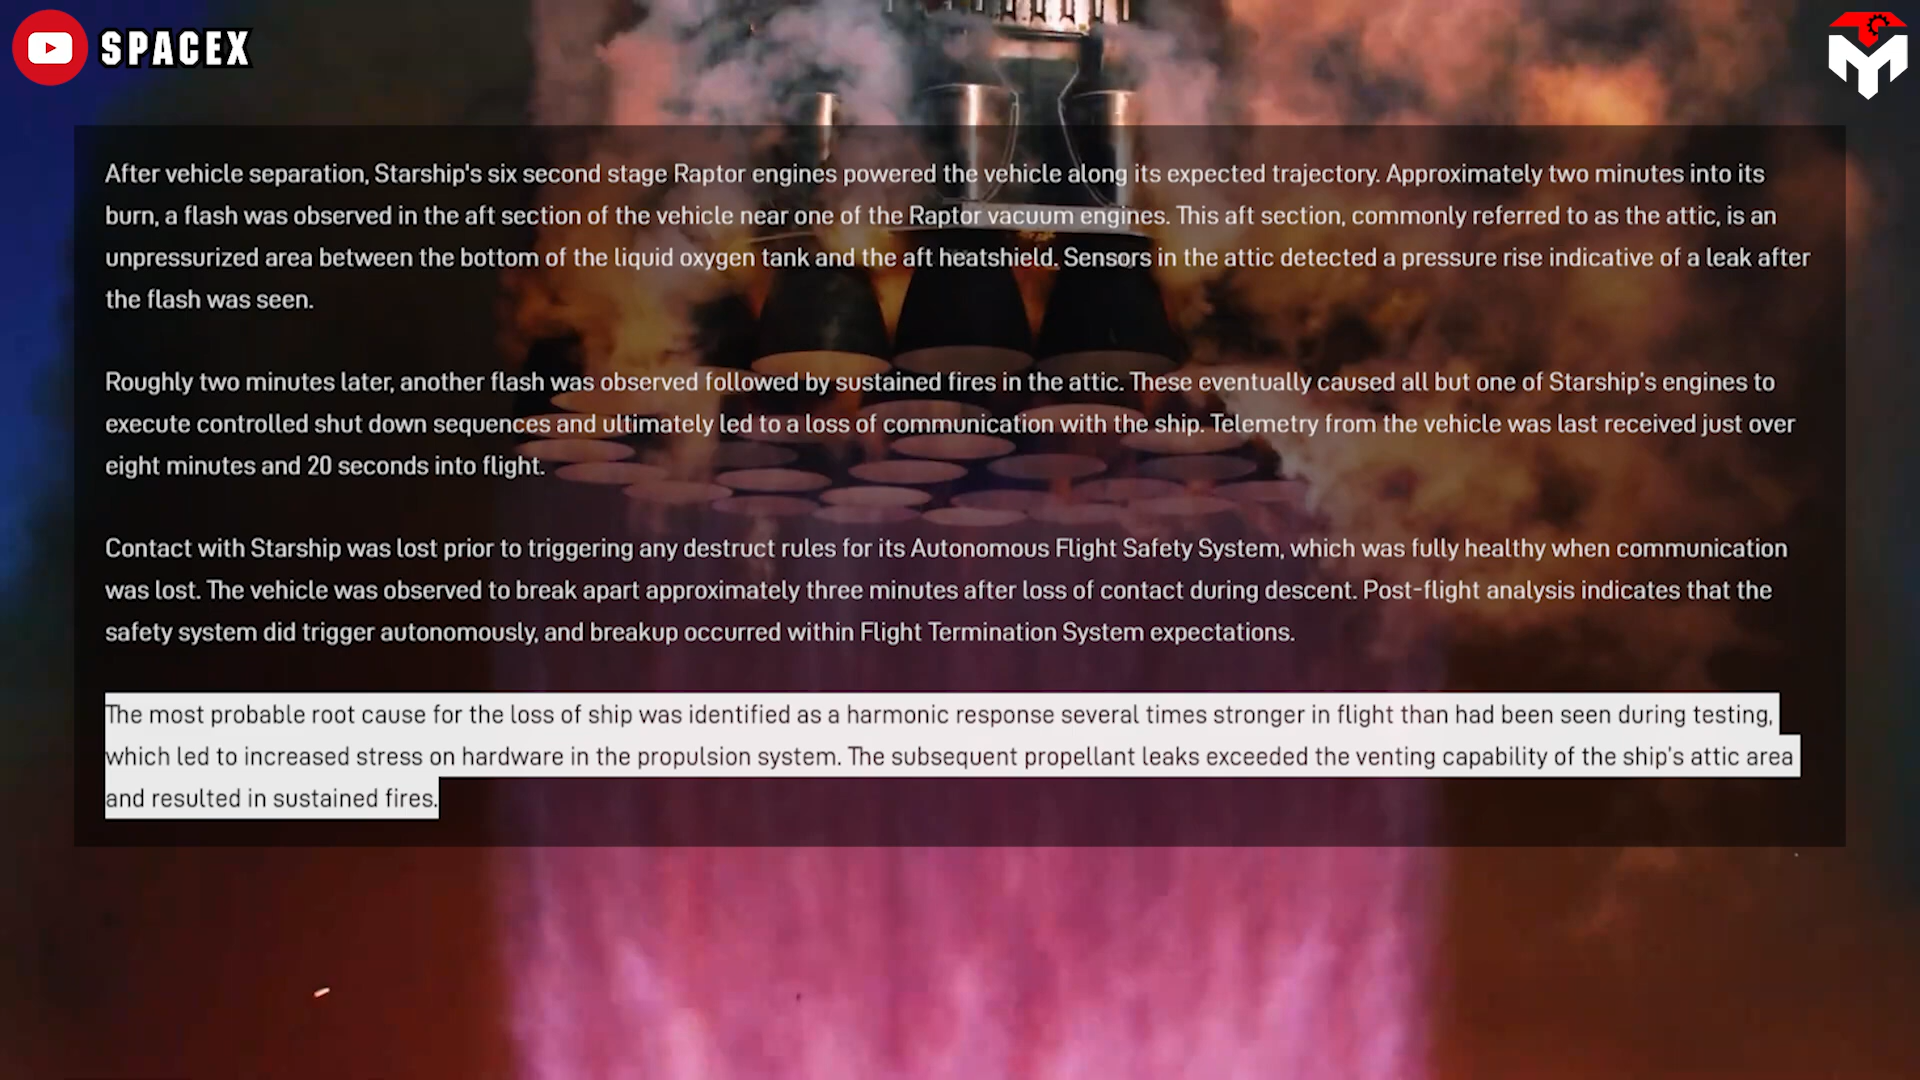 SPACEX
After vehicle separation, Starship's six second stage Raptor engines powered the vehicle along its expected trajectory. Approximately two minutes into its
burn, a flash was observed in the aft section of the vehicle near one of the Raptor vacuum engines. This aft section, commonly referred to as the attic, is an
unpressurized area between the bottom of the liquid oxygen tank and the aft heatshield. Sensors in the attic detected a pressure rise indicative of a leak after
the flash was seen.
Roughly two minutes later, another flash was observed followed by sustained fires in the attic. These eventually caused all but one of Starship's engines to
execute controlled shut down sequences and ultimately led to a loss of communication with the ship. Telemetry from the vehicle was last received just over
eight minutes and 20 seconds into flight.
Contact with Starship was lost prior to triggering any destruct rules for its Autonomous Flight Safety System, which was fully healthy when communication
was lost. The vehicle was observed to break apart approximately three minutes after loss of contact during descent. Post-flight analysis indicates that the
safety system did trigger autonomously, and breakup occurred within Flight Termination System expectations.
The most probable root cause for the loss of ship was identified as a harmonic response several times stronger in flight than had been seen during testing,
which led to increased stress on hardware in the propulsion system. The subsequent propellant leaks exceeded the venting capability of the ship's attic area
and resulted in sustained fires.